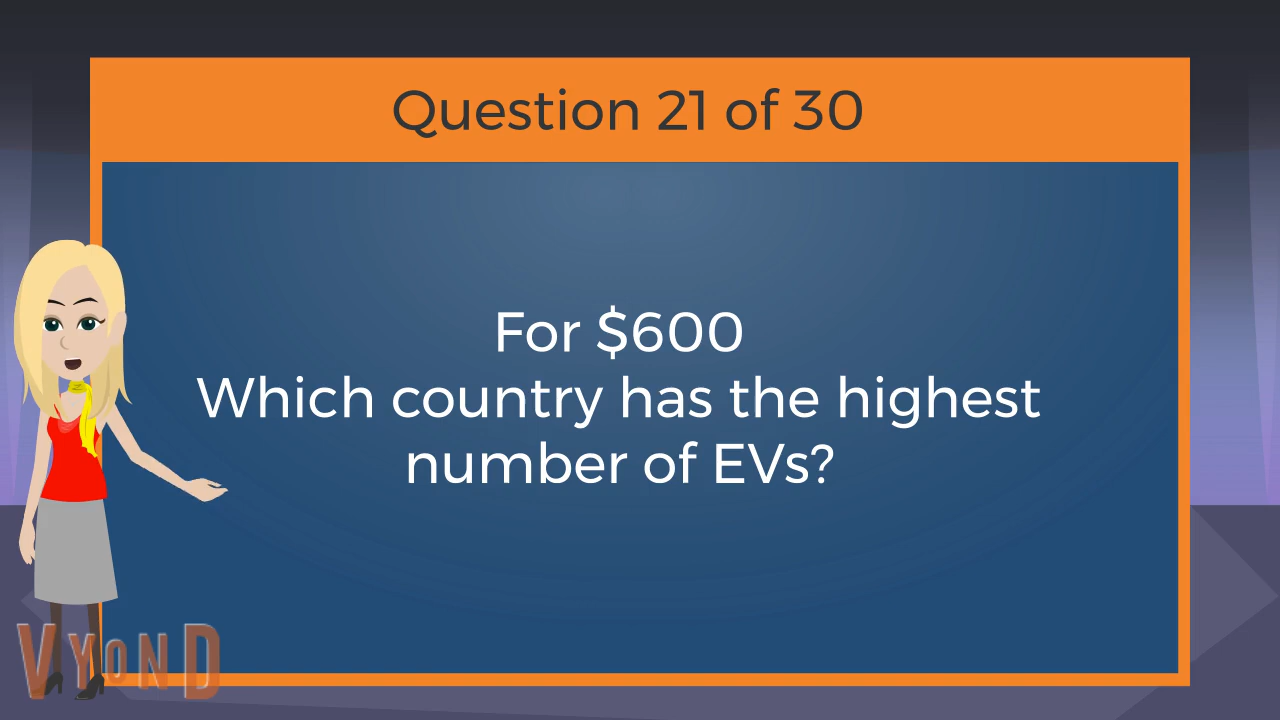 Question 21 of 30
For $600
Which country has the highest
number of EVs?
VYoND